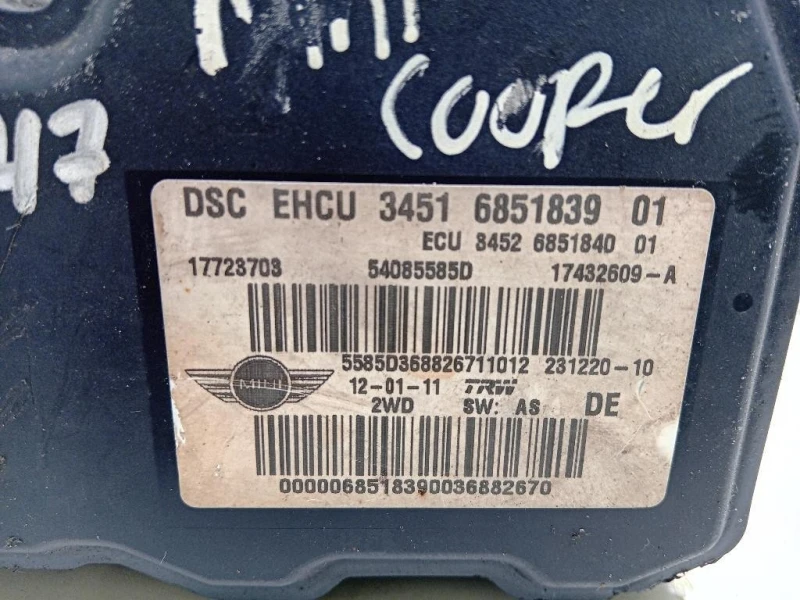 Mini
COOPER
47
DSC EHCU 3451 6851839 01
ECU 3452 6851840 01
17723703 54085585D 17432609-A
5585D368826711012 231220-10
MINI 12-01-11 TRW
2WD SW: AS DE
0000068518390036882670